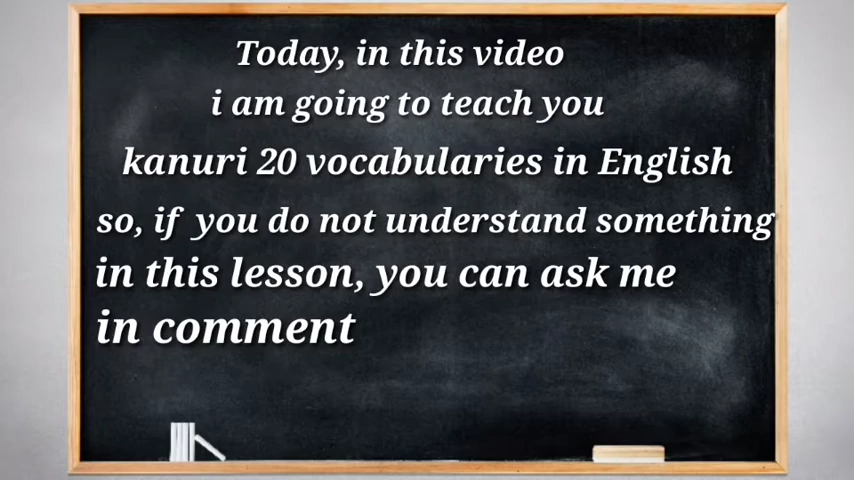 Today, in this video
i am going to teach you
kanuri 20 vocabularies in English
so, if you do not understand something
in this lesson, you can ask me
in comment